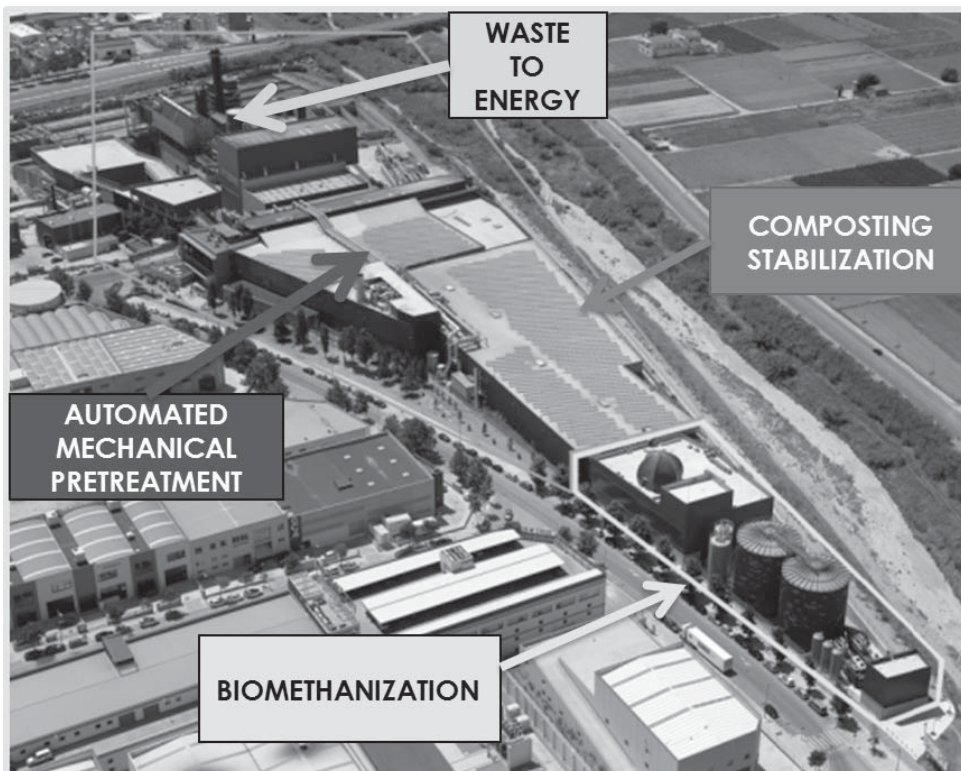 WASTE
TO
ENERGY
COMPOSTING
STABILIZATION
AUTOMATED
MECHANICAL
PRETREATMENT
BIOMETHANIZATION